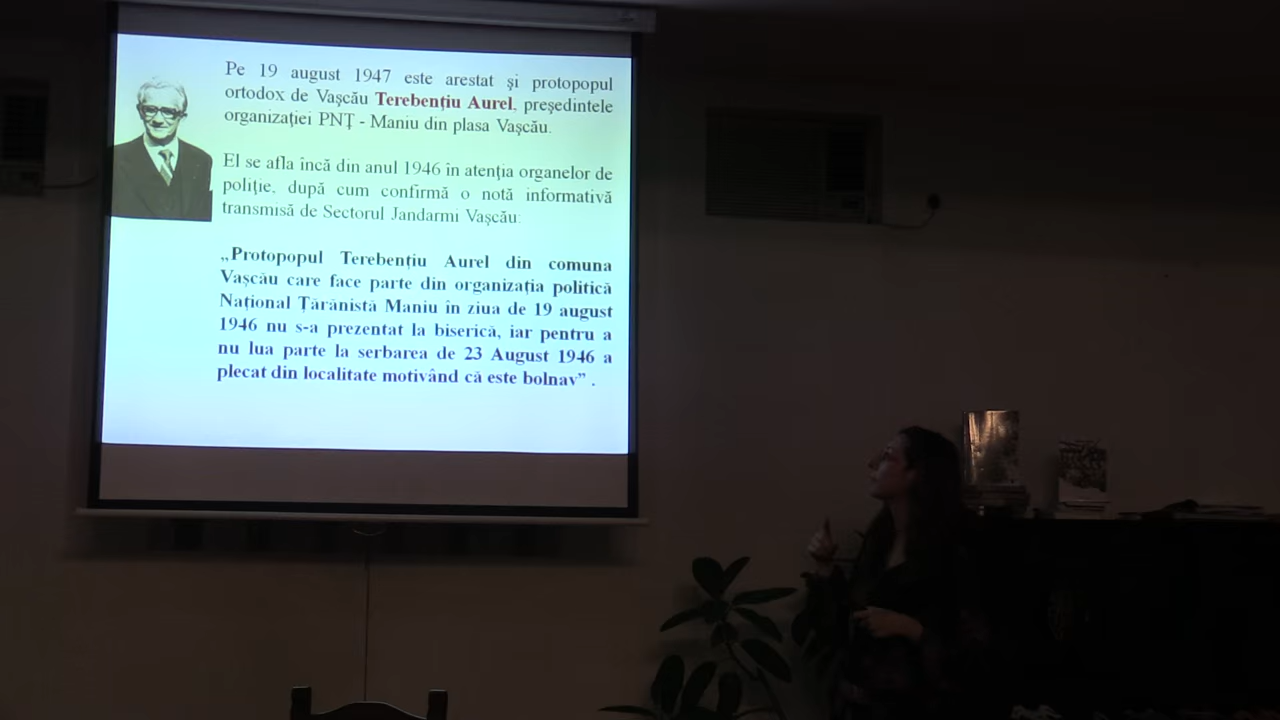 Pe 19 august 1947 este arestat şi protopopul
ortodox de Vaşcău Terebenţiu Aurel, preşedintele
organizaţiei PNŢ - Maniu din plasa Vaşcău.
El se afla încă din anul 1946 în atenţia organelor de
poliţie, după cum confirmă o notă informativă
transmisă de Sectorul Jandarmi Vaşcău:
„Protopopul Terebenţiu Aurel din comuna
Vaşcău care face parte din organizaţia politică
Naţional Ţărănistă Maniu în ziua de 19 august
1946 nu s-a prezentat la biserică, iar pentru a
nu lua parte la serbarea de 23 August 1946 a
plecat din localitate motivând că este bolnav” .